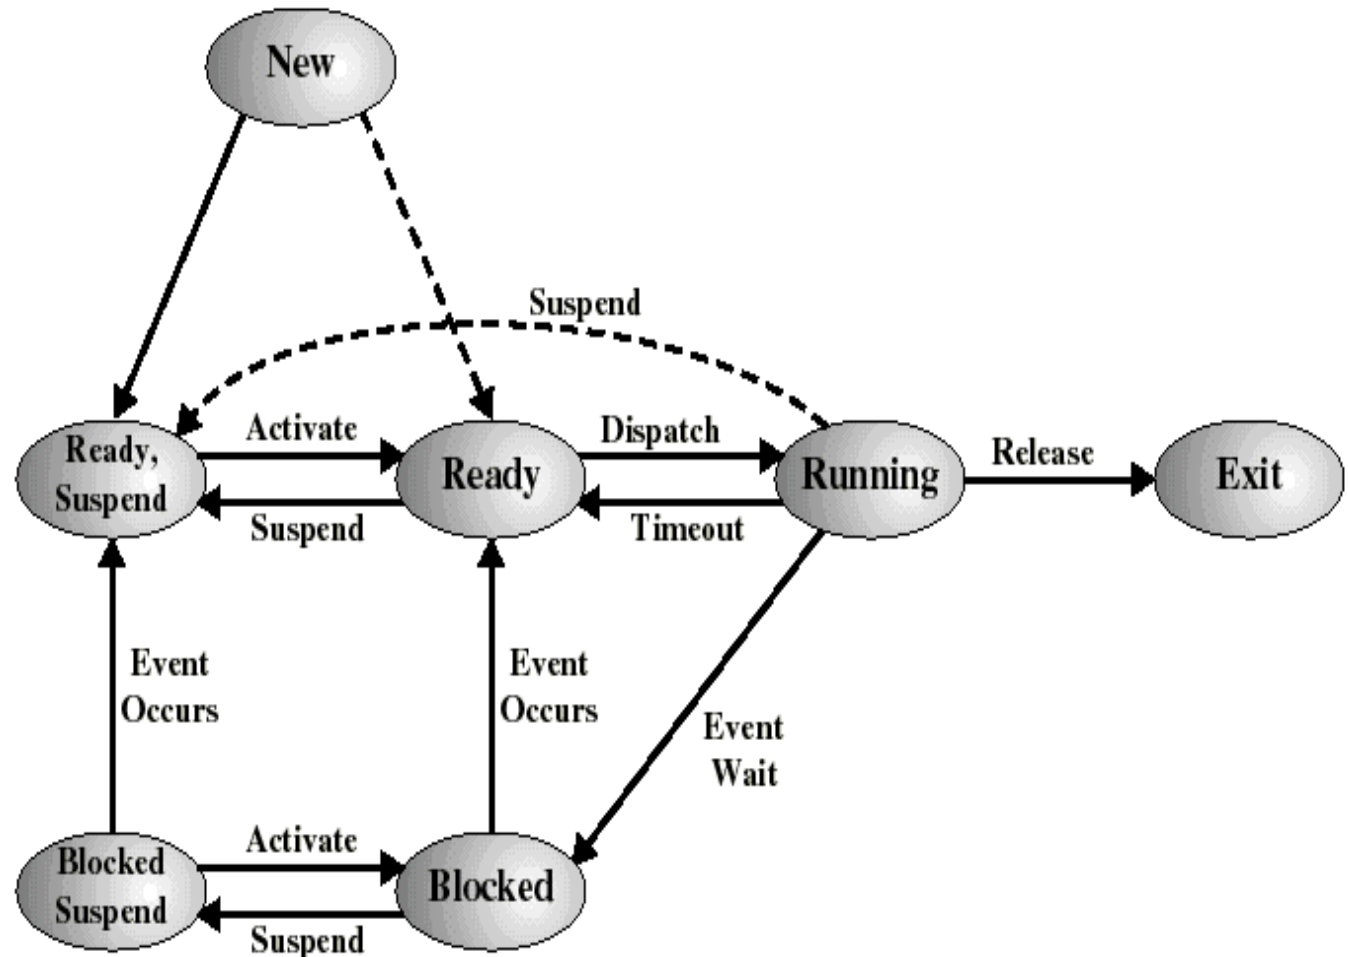 New
Suspend
Activate
Dispatch
Ready,
Suspend
Ready
Running
Release
Exit
Suspend
Timeout
Event
Occurs
Event
Occurs
Event
Wait
Activate
Blocked
Suspend
Blocked
Suspend